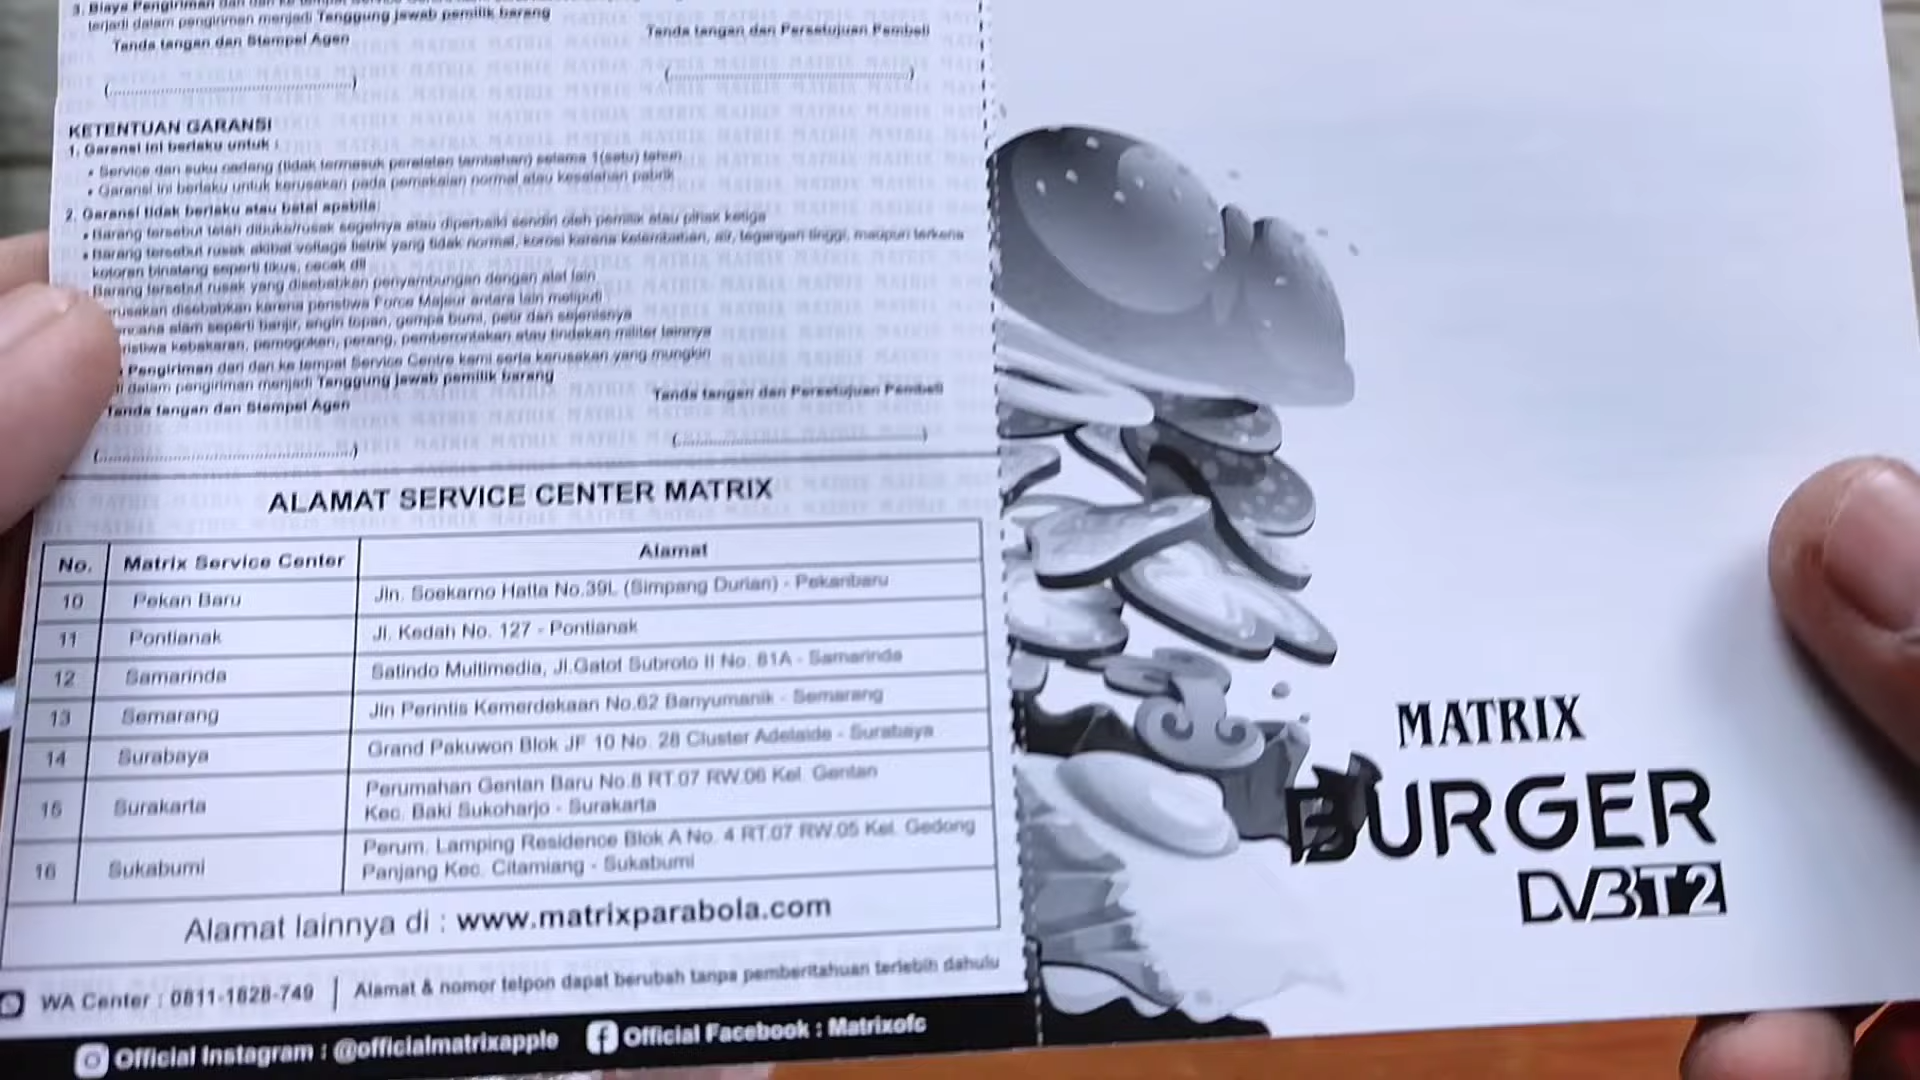 3. Biaya Pengiriman dan dari ke tempat Service
terjadi dalam pengiriman menjadi Tanggung jawab pemilik barang
Tanda tangan dan Stempel Agen
Tanda tangan dan Persetujuan Pembeli
KETENTUAN GARANSI
1. Garansi ini berlaku untuk :
• Service dan suku cadang (tidak termasuk peralatan tambahan) selama 1(satu) tahun
• Garansi ini berlaku untuk kerusakan pada pemakaian normal atau kesalahan pabrik
2. Garansi tidak berlaku atau batal apabila:
• Barang tersebut telah dibuka/rusak segelnya atau diperbaiki sendiri oleh pemilik atau pihak ketiga
• Barang tersebut rusak akibat voltage listrik yang tidak normal, korosi karena kelembaban, air, tegangan tinggi, maupun terkena
kotoran binatang seperti tikus, cecak dll
Barang tersebut rusak yang disebabkan penyambungan dengan alat lain
rusakan disebabkan karena peristiwa Force Majeur antara lain meliputi
ncana alam seperti banjir, angin topan, gempa bumi, petir dan sejenisnya
ristiwa kebakaran, pemogokan, perang, pemberontakan atau tindakan militer lainnya
Pengiriman dari dan ke tempat Service Centre kami serta kerusakan yang mungkin
dalam pengiriman menjadi Tanggung jawab pemilik barang
Tanda tangan dan Stempel Agen
Tanda tangan dan Persetujuan Pembeli
ALAMAT SERVICE CENTER MATRIX
No. Matrix Service Center Alamat
10 Pekan Baru Jln. Soekarno Hatta No.39L (Simpang Durian) - Pekanbaru
11 Pontianak Jl. Kedah No. 127 - Pontianak
12 Samarinda Satindo Multimedia, Jl.Gatot Subroto II No. 81A - Samarinda
13 Semarang Jln Perintis Kemerdekaan No.62 Banyumanik - Semarang
14 Surabaya Grand Pakuwon Blok JF 10 No. 28 Cluster Adelaide - Surabaya
15 Surakarta Perumahan Gentan Baru No.8 RT.07 RW.06 Kel. Gentan
Kec. Baki Sukoharjo - Surakarta
16 Sukabumi Perum. Lamping Residence Blok A No. 4 RT.07 RW.05 Kel. Gedong
Panjang Kec. Citamiang - Sukabumi
Alamat lainnya di : www.matrixparabola.com
WA Center : 0811-1828-749 | Alamat & nomor telpon dapat berubah tanpa pemberitahuan terlebih dahulu
Official Instagram : @officialmatrixapple Official Facebook : Matrixofc
MATRIX
BURGER
DVBT2